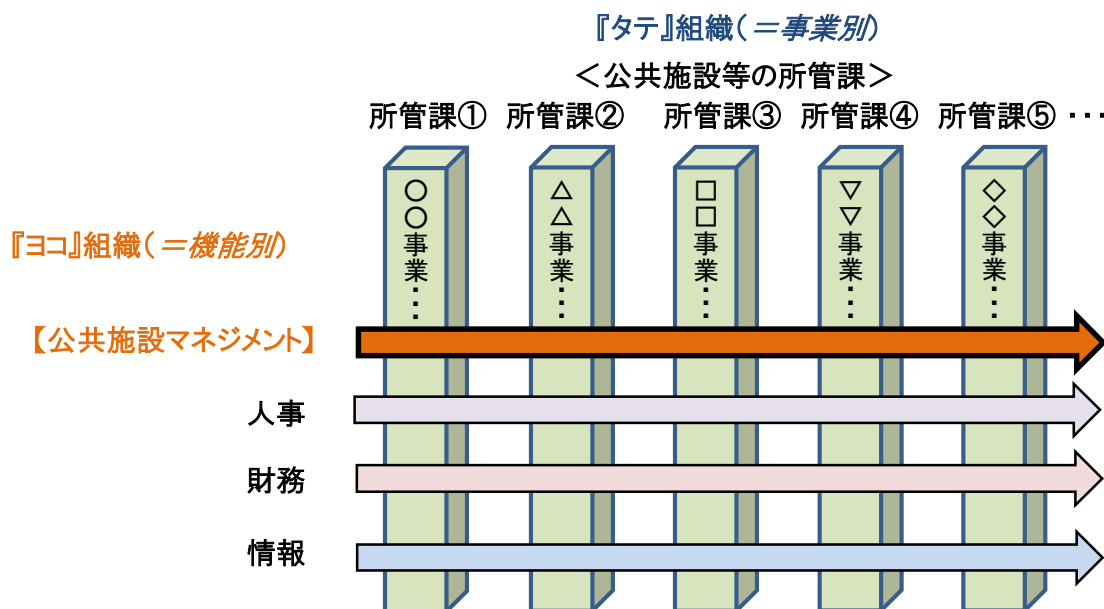 『タテ』組織(＝事業別)
＜公共施設等の所管課＞
所管課① 所管課② 所管課③ 所管課④ 所管課⑤ ・・・
○○事業・・・
△△事業・・・
□□事業・・・
▽▽事業・・・
◇◇事業・・・
『ヨコ』組織(＝機能別)
【公共施設マネジメント】
人事
財務
情報